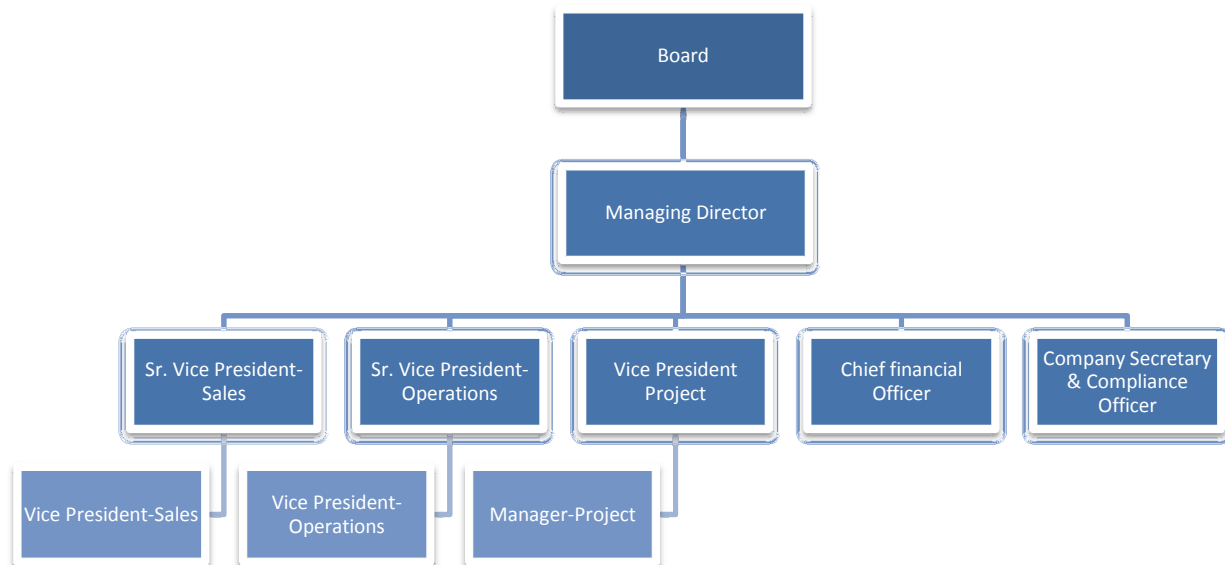 Board
Managing Director
Sr. Vice President-
Sales
Sr. Vice President-
Operations
Vice President
Project
Chief financial
Officer
Company Secretary
& Compliance
Officer
Vice President-Sales
Vice President-
Operations
Manager-Project